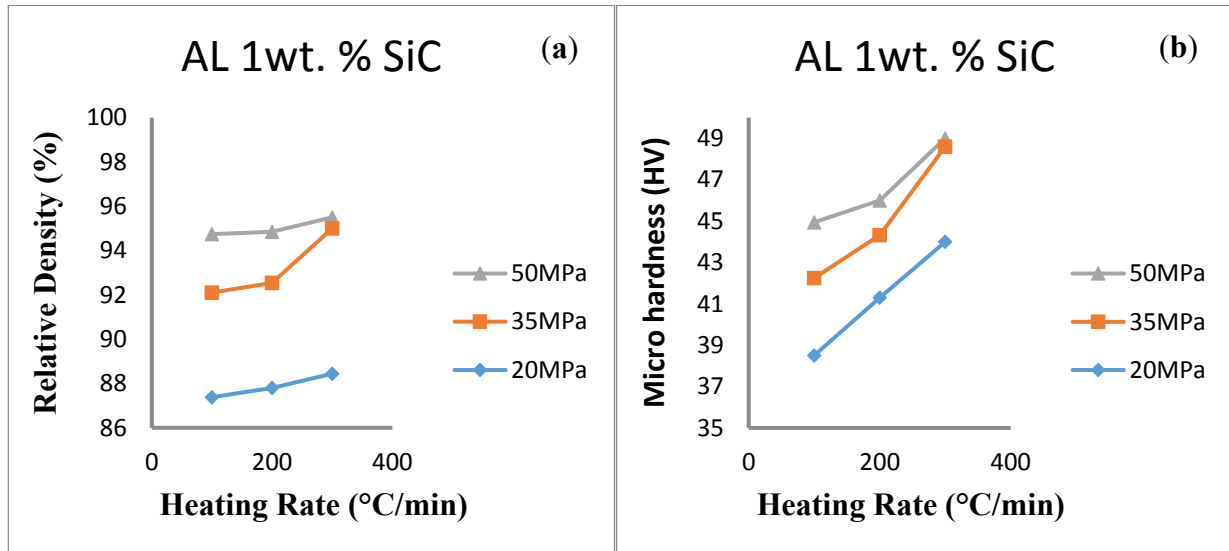 AL 1wt. % SiC
(a)
Relative Density (%)
100
98
96
94
92
90
88
86
0
200
400
Heating Rate (°C/min)
50MPa
35MPa
20MPa
AL 1wt. % SiC
(b)
Micro hardness (HV)
49
47
45
43
41
39
37
35
0
200
400
Heating Rate (°C/min)
50MPa
35MPa
20MPa